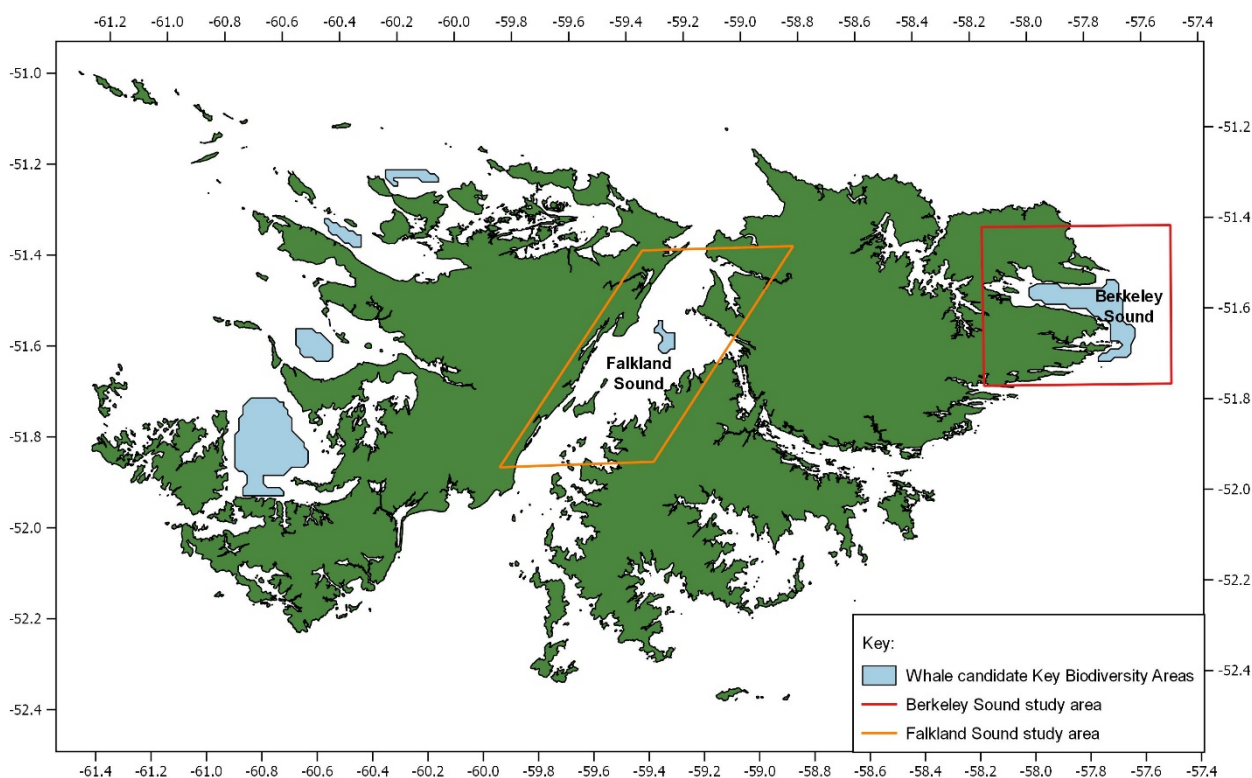 -61.2 -61.0 -60.8 -60.6 -60.4 -60.2 -60.0 -59.8 -59.6 -59.4 -59.2 -59.0 -58.8 -58.6 -58.4 -58.2 -58.0 -57.8 -57.6 -57.4
-51.0
-51.2
-51.2
-51.4
-51.4
-51.6
-51.6
-51.8
-51.8
-52.0
-52.0
-52.2
-52.2
-52.4
-52.4
Berkeley
Sound
Falkland
Sound
Key:
Whale candidate Key Biodiversity Areas
Berkeley Sound study area
Falkland Sound study area
-61.4 -61.2 -61.0 -60.8 -60.6 -60.4 -60.2 -60.0 -59.8 -59.6 -59.4 -59.2 -59.0 -58.8 -58.6 -58.4 -58.2 -58.0 -57.8 -57.6